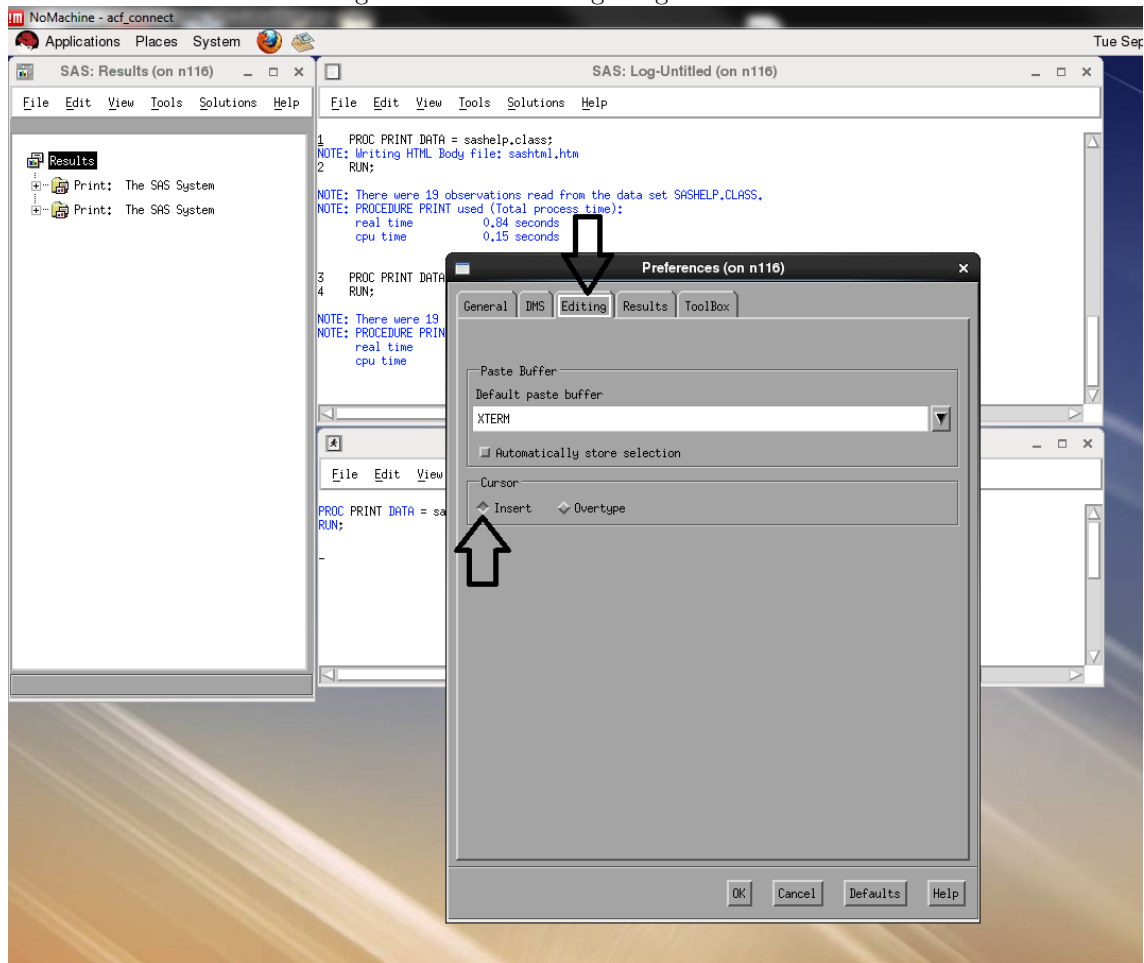 NoMachine - acf_connect
Applications Places System
Tue Sep
SAS: Results (on n116)
File Edit View Tools Solutions Help
Results
Print: The SAS System
Print: The SAS System
SAS: Log-Untitled (on n116)
File Edit View Tools Solutions Help
1 PROC PRINT DATA = sashelp.class;
NOTE: Writing HTML Body file: sashtml.htm
2 RUN;
NOTE: There were 19 observations read from the data set SASHELP.CLASS.
NOTE: PROCEDURE PRINT used (Total process time):
real time 0.84 seconds
cpu time 0.15 seconds
3 PROC PRINT DATA
4 RUN;
NOTE: There were 19
NOTE: PROCEDURE PRIN
real time
cpu time
File Edit View
PROC PRINT DATA = sa
RUN;
Preferences (on n116)
General DMS Editing Results ToolBox
Paste Buffer
Default paste buffer
XTERM
Automatically store selection
Cursor
Insert Overtype
OK Cancel Defaults Help